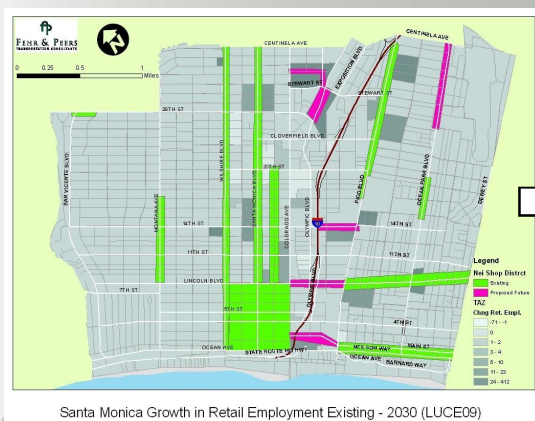 FEHR & PEERS
TRANSPORTATION CONSULTANTS
0 0.25 0.5 1
Miles
CENTINELA AVE
CENTINELA AVE
EXPOSITION BLVD
STEWART ST
STEWART ST
26TH ST
CLOVERFIELD BLVD
SAN VICENTE BLVD
MONTANA AVE
WILSHIRE BLVD
SANTA MONICA BLVD
20TH ST
COLORADO AVE
OLYMPIC BLVD
PICO BLVD
OCEAN PARK BLVD
DEWEY ST
14TH ST
14TH ST
10
11TH ST
11TH ST
LINCOLN BLVD
7TH ST
OLYMPIC BLVD
5TH ST
4TH ST
OCEAN AVE
STATE ROUTE 1
HWY
NEILSON WAY
MAIN ST
OCEAN AVE
BARNARD WAY
Legend
Nei Shop Distrct
Existing
Proposed Future
TAZ
Chng Ret. Empl.
-71 - -1
0
1 - 2
3 - 4
5 - 10
11 - 23
24 - 412
Santa Monica Growth in Retail Employment Existing - 2030 (LUCE09)